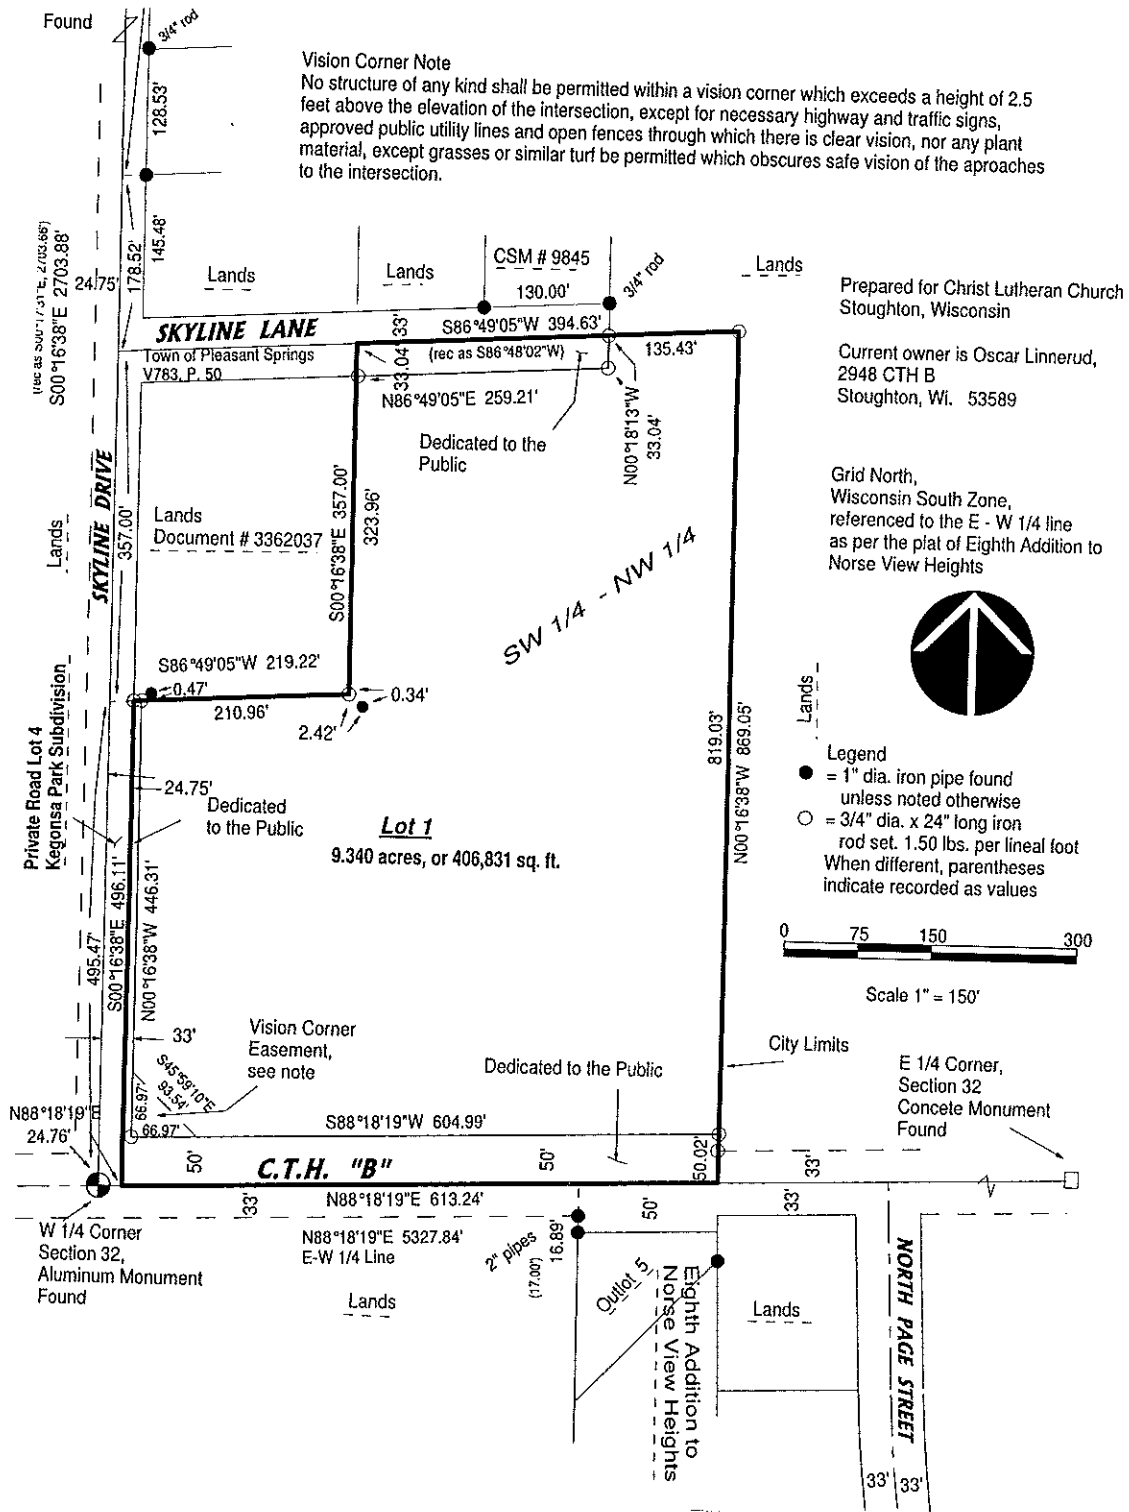 Found
3/4" rod
Vision Corner Note
No structure of any kind shall be permitted within a vision corner which exceeds a height of 2.5
feet above the elevation of the intersection, except for necessary highway and traffic signs,
approved public utility lines and open fences through which there is clear vision, nor any plant
material, except grasses or similar turf be permitted which obscures safe vision of the aproaches
to the intersection.
128.53'
145.48'
178.52'
24.75'
S00°16'38"E 2703.88'
Lands
Lands
CSM # 9845
130.00'
3/4" rod
Lands
Prepared for Christ Lutheran Church
Stoughton, Wisconsin
Current owner is Oscar Linnerud,
2948 CTH B
Stoughton, Wi. 53589
SKYLINE LANE
33'
S86°49'05"W 394.63'
(rec as S86°48'02"W)
135.43'
Town of Pleasant Springs
V783, P. 50
33.04'
N86°49'05"E 259.21'
N00°18'13"W
33.04'
Dedicated to the
Public
Grid North,
Wisconsin South Zone,
referenced to the E - W 1/4 line
as per the plat of Eighth Addition to
Norse View Heights
SKYLINE DRIVE
357.00'
Lands
Lands
Document # 3362037
S00°16'38"E 357.00'
323.96'
SW 1/4 - NW 1/4
S86°49'05"W 219.22'
0.47'
210.96'
0.34'
2.42'
Lands
819.03'
N00°16'38"W 869.05'
Legend
= 1" dia. iron pipe found
unless noted otherwise
= 3/4" dia. x 24" long iron
rod set. 1.50 lbs. per lineal foot
When different, parentheses
indicate recorded as values
Private Road Lot 4
Kegonsa Park Subdivision
24.75'
Dedicated
to the Public
Lot 1
9.340 acres, or 406,831 sq. ft.
495.47'
S00°16'38"E 496.11'
N00°16'38"W 446.31'
0 75 150 300
Scale 1" = 150'
33'
Vision Corner
Easement,
see note
S45°59'10"E
93.54'
66.97'
66.97'
Dedicated to the Public
City Limits
E 1/4 Corner,
Section 32
Concete Monument
Found
N88°18'19"E
24.76'
S88°18'19"W 604.99'
50'
C.T.H. "B"
50'
50.02'
33'
33'
N88°18'19"E 613.24'
50'
33'
33'
W 1/4 Corner
Section 32,
Aluminum Monument
Found
N88°18'19"E 5327.84'
E-W 1/4 Line
2" pipes
16.89'
(17.00')
Lands
Outlot 5
Eighth Addition to
Norse View Heights
Lands
NORTH PAGE STREET
33' 33'